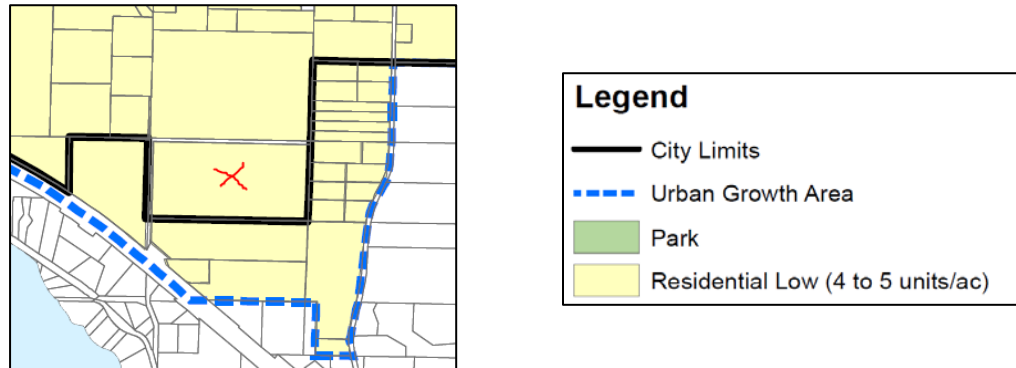 Legend
City Limits
Urban Growth Area
Park
Residential Low (4 to 5 units/ac)